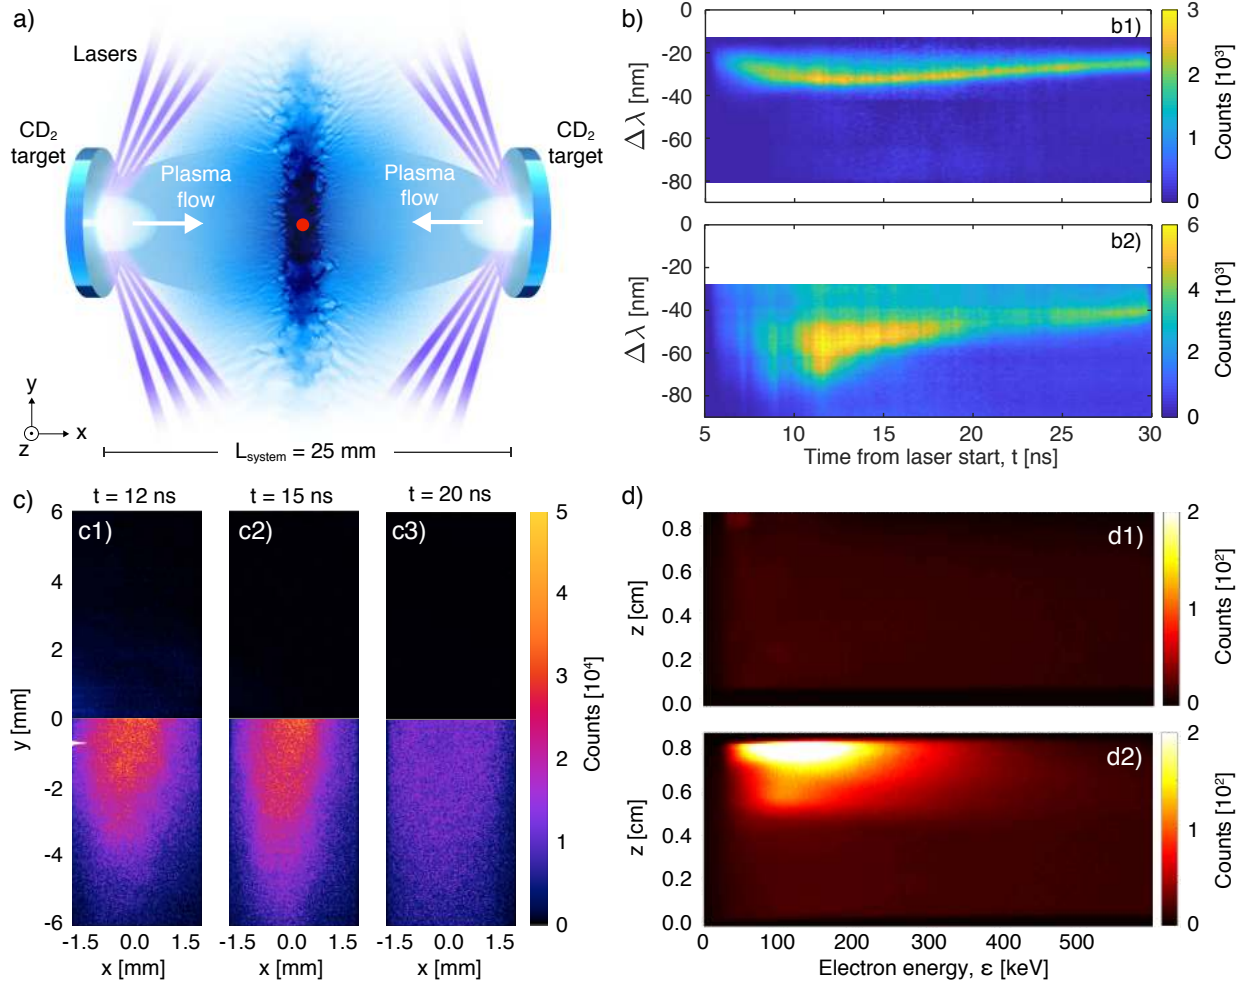 a)
Lasers
CD2
target
CD2
target
Plasma
flow
Plasma
flow
y
z
x
Lsystem = 25 mm
b)
b1)
0
-20
-40
-60
-80
Δλ [nm]
3
2
1
0
Counts [10³]
b2)
0
-20
-40
-60
-80
Δλ [nm]
5
10
15
20
25
30
Time from laser start, t [ns]
6
4
2
0
Counts [10³]
c)
t = 12 ns
t = 15 ns
t = 20 ns
c1)
c2)
c3)
6
4
2
0
-2
-4
-6
y [mm]
-1.5 0.0 1.5
-1.5 0.0 1.5
-1.5 0.0 1.5
x [mm]
x [mm]
x [mm]
5
4
3
2
1
0
Counts [10⁴]
d)
d1)
0.8
0.6
0.4
0.2
0.0
z [cm]
2
1
0
Counts [10²]
d2)
0.8
0.6
0.4
0.2
0.0
z [cm]
0
100
200
300
400
500
Electron energy, ε [keV]
2
1
0
Counts [10²]